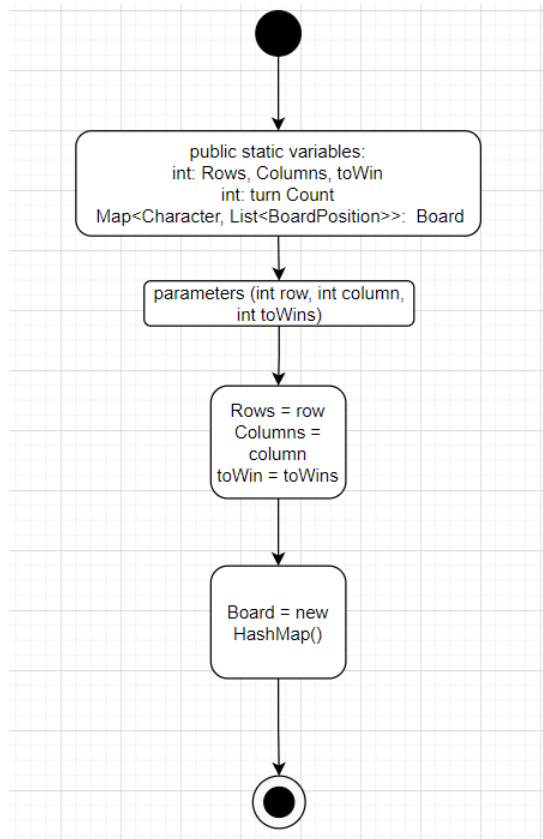 public static variables:
int: Rows, Columns, toWin
int: turn Count
Map<Character, List<BoardPosition>>: Board
parameters (int row, int column,
int toWins)
Rows = row
Columns =
column
toWin = toWins
Board = new
HashMap()